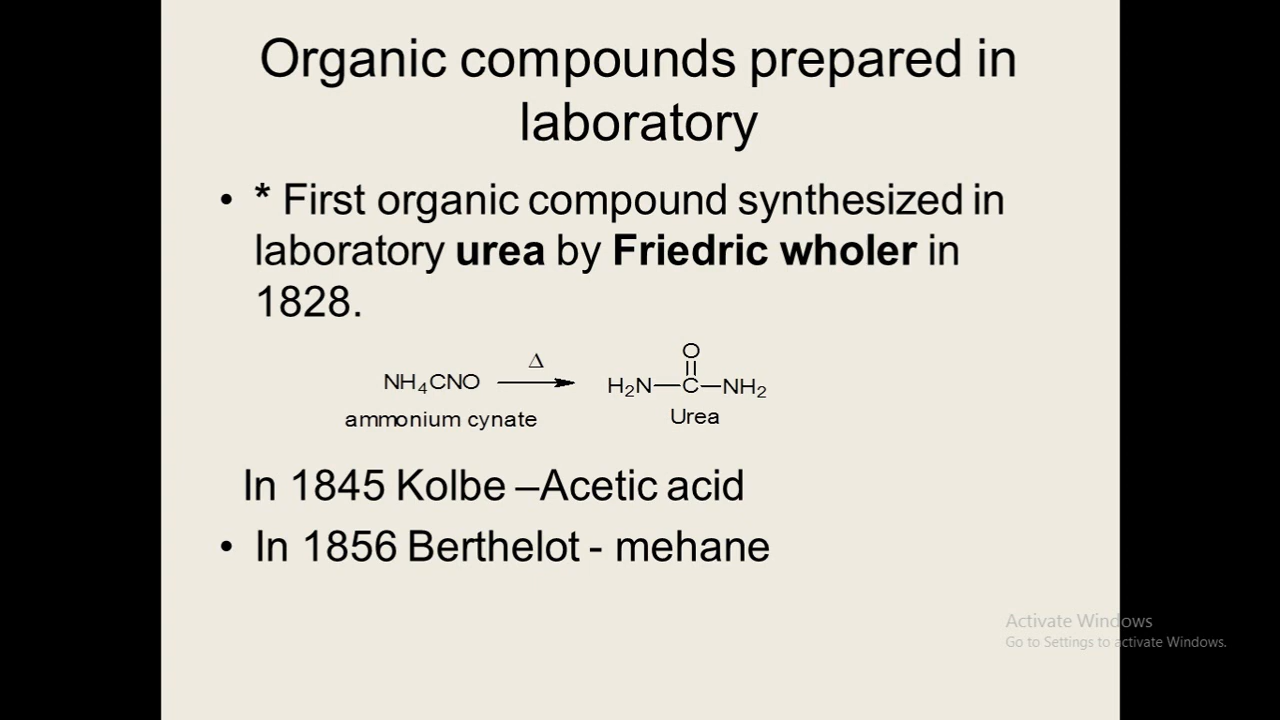 Organic compounds prepared in
laboratory
• * First organic compound synthesized in
laboratory urea by Friedric wholer in
1828.
O
NH4CNO Δ H2N—C—NH2
ammonium cynate Urea
In 1845 Kolbe –Acetic acid
• In 1856 Berthelot - mehane
Activate Windows
Go to Settings to activate Windows.